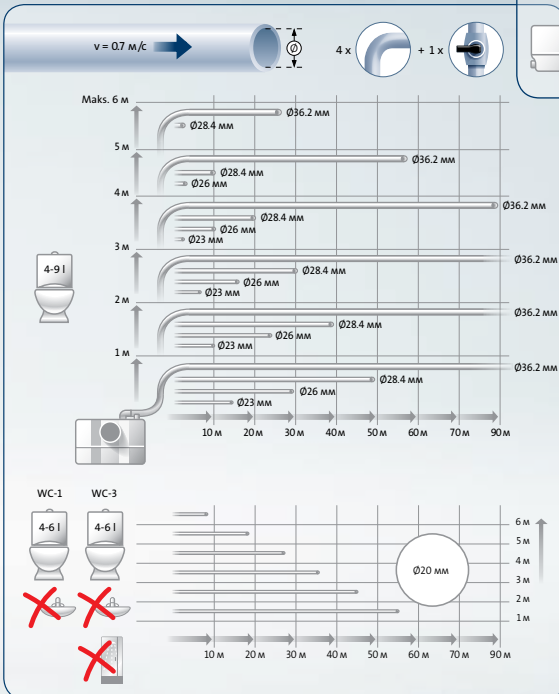 v = 0.7 м/с
Ø
4 x
+ 1 x
Maks. 6 м
Ø36.2 мм
Ø28.4 мм
5 м
Ø36.2 мм
Ø28.4 мм
Ø26 мм
4 м
Ø36.2 мм
Ø28.4 мм
Ø26 мм
Ø23 мм
3 м
4-9 l
Ø36.2 мм
Ø28.4 мм
Ø26 мм
Ø23 мм
2 м
Ø36.2 мм
Ø28.4 мм
Ø26 мм
Ø23 мм
1 м
Ø36.2 мм
Ø28.4 мм
Ø26 мм
Ø23 мм
10 м 20 м 30 м 40 м 50 м 60 м 70 м 80 м 90 м
WC-1 WC-3
4-6 l 4-6 l
6 м
5 м
4 м
Ø20 мм
3 м
2 м
1 м
10 м 20 м 30 м 40 м 50 м 60 м 70 м 80 м 90 м